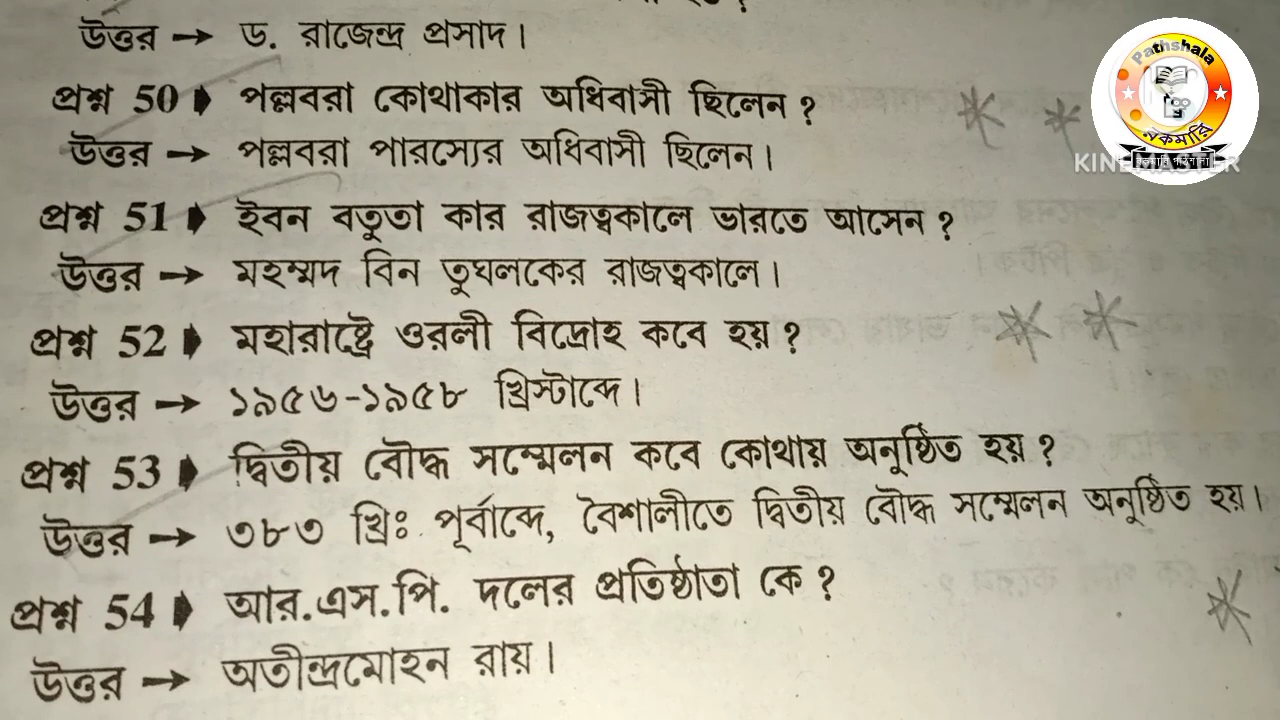 উত্তর → ড. রাজেন্দ্র প্রসাদ।
প্রশ্ন 50 পল্লবরা কোথাকার অধিবাসী ছিলেন ?
উত্তর → পল্লবরা পারস্যের অধিবাসী ছিলেন।
প্রশ্ন 51 ইবন বতুতা কার রাজত্বকালে ভারতে আসেন ?
উত্তর → মহম্মদ বিন তুঘলকের রাজত্বকালে।
প্রশ্ন 52 মহারাষ্ট্রে ওরলী বিদ্রোহ কবে হয় ?
উত্তর → ১৯৫৬-১৯৫৮ খ্রিস্টাব্দে।
প্রশ্ন 53 দ্বিতীয় বৌদ্ধ সম্মেলন কবে কোথায় অনুষ্ঠিত হয় ?
উত্তর → ৩৮৩ খ্রিঃ পূর্বাব্দে, বৈশালীতে দ্বিতীয় বৌদ্ধ সম্মেলন অনুষ্ঠিত হয়।
প্রশ্ন 54 আর.এস.পি. দলের প্রতিষ্ঠাতা কে ?
উত্তর → অতীন্দ্রমোহন রায়।
Pathshala
রকমারি
KINEMASTER
রকমারি পাঠশালা